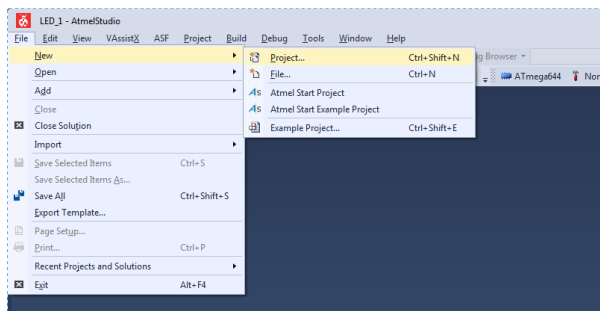 LED_1 - AtmelStudio
File Edit View VAssistX ASF Project Build Debug Tools Window Help
New
Open
Add
Close
Close Solution
Import
Save Selected Items Ctrl+S
Save Selected Items As...
Save All Ctrl+Shift+S
Export Template...
Page Setup...
Print... Ctrl+P
Recent Projects and Solutions
Exit Alt+F4
Project... Ctrl+Shift+N
File... Ctrl+N
As Atmel Start Project
As Atmel Start Example Project
Example Project... Ctrl+Shift+E
Browser
ATmega644